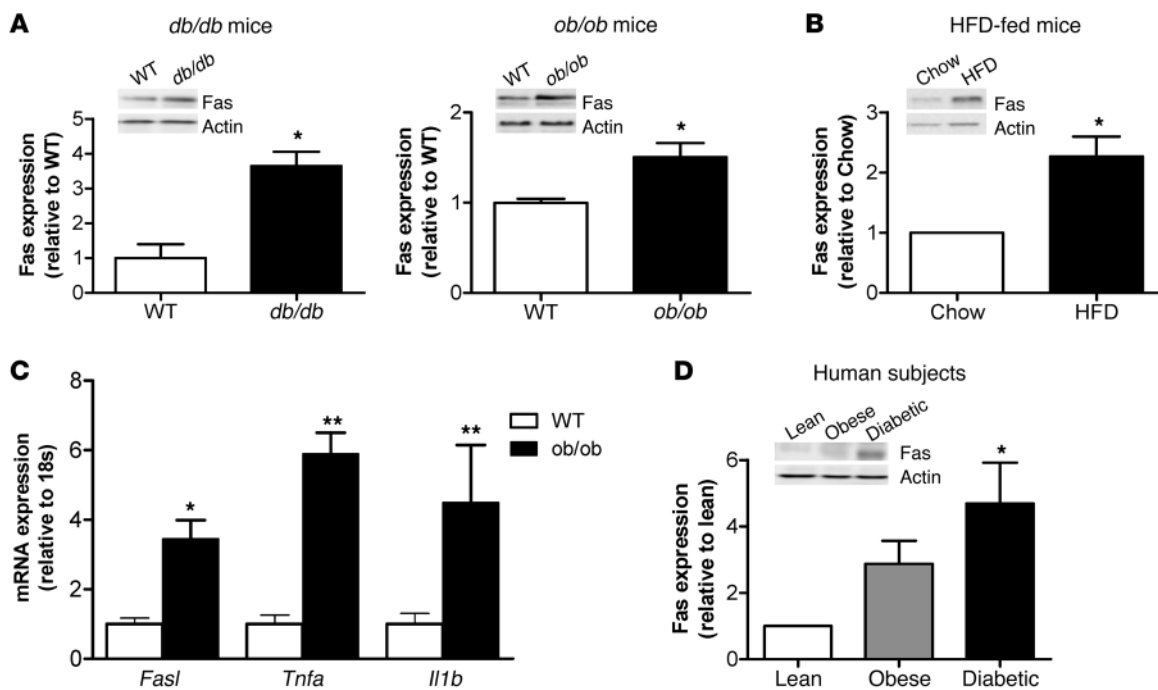 A
db/db mice
WT db/db
Fas
Actin
Fas expression
(relative to WT)
5
4
3
2
1
0
*
WT db/db
ob/ob mice
WT ob/ob
Fas
Actin
Fas expression
(relative to WT)
2
1
0
*
WT ob/ob
B
HFD-fed mice
Chow HFD
Fas
Actin
Fas expression
(relative to Chow)
3
2
1
0
*
Chow HFD
C
mRNA expression
(relative to 18s)
8
6
4
2
0
* ** **
WT
ob/ob
Fasl Tnfa Il1b
D
Human subjects
Lean Obese Diabetic
Fas
Actin
Fas expression
(relative to lean)
6
4
2
0
*
Lean Obese Diabetic